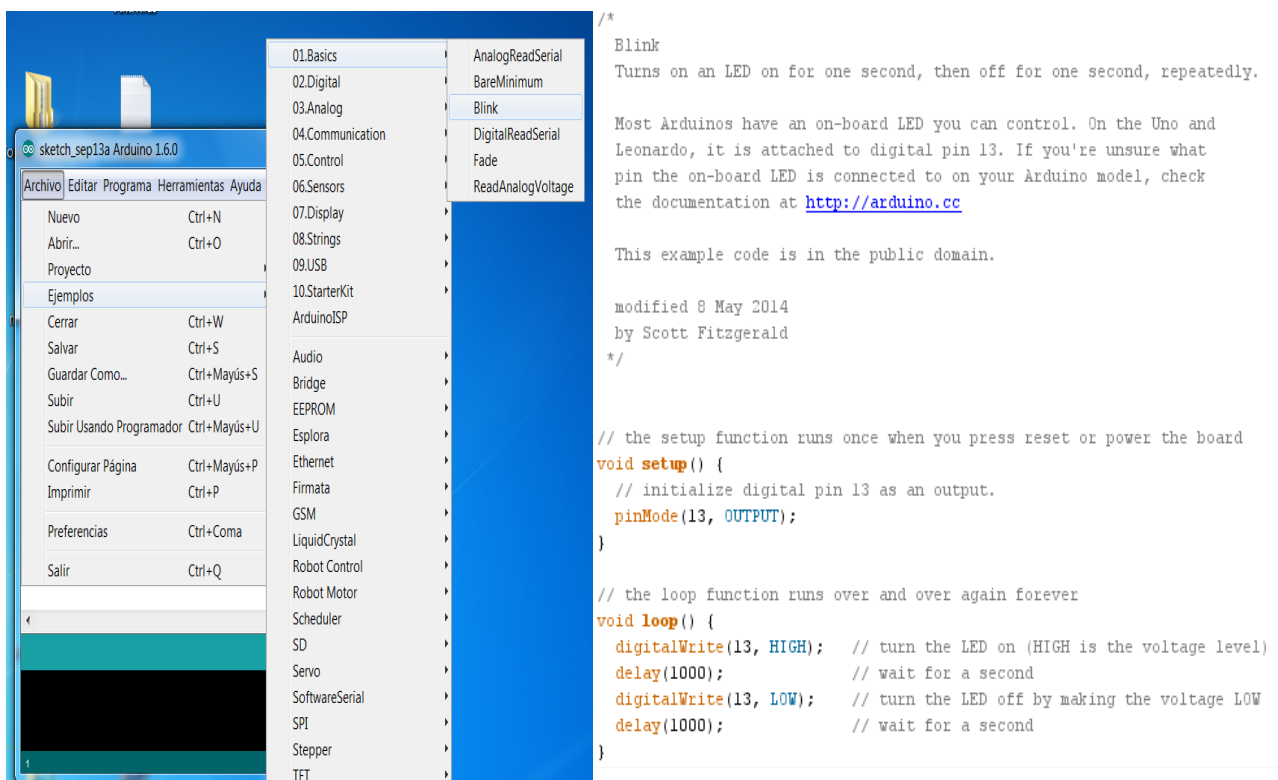 sketch_sep13a Arduino 1.6.0
Archivo Editar Programa Herramientas Ayuda
Nuevo Ctrl+N
Abrir... Ctrl+O
Proyecto
Ejemplos
Cerrar Ctrl+W
Salvar Ctrl+S
Guardar Como... Ctrl+Mayús+S
Subir Ctrl+U
Subir Usando Programador Ctrl+Mayús+U
Configurar Página Ctrl+Mayús+P
Imprimir Ctrl+P
Preferencias Ctrl+Coma
Salir Ctrl+Q
1
01.Basics
02.Digital
03.Analog
04.Communication
05.Control
06.Sensors
07.Display
08.Strings
09.USB
10.StarterKit
ArduinoISP
Audio
Bridge
EEPROM
Esplora
Ethernet
Firmata
GSM
LiquidCrystal
Robot Control
Robot Motor
Scheduler
SD
Servo
SoftwareSerial
SPI
Stepper
TFT
AnalogReadSerial
BareMinimum
Blink
DigitalReadSerial
Fade
ReadAnalogVoltage
/*
Blink
Turns on an LED on for one second, then off for one second, repeatedly.
Most Arduinos have an on-board LED you can control. On the Uno and
Leonardo, it is attached to digital pin 13. If you're unsure what
pin the on-board LED is connected to on your Arduino model, check
the documentation at http://arduino.cc
This example code is in the public domain.
modified 8 May 2014
by Scott Fitzgerald
*/
// the setup function runs once when you press reset or power the board
void setup() {
// initialize digital pin 13 as an output.
pinMode(13, OUTPUT);
}
// the loop function runs over and over again forever
void loop() {
digitalWrite(13, HIGH); // turn the LED on (HIGH is the voltage level)
delay(1000); // wait for a second
digitalWrite(13, LOW); // turn the LED off by making the voltage LOW
delay(1000); // wait for a second
}